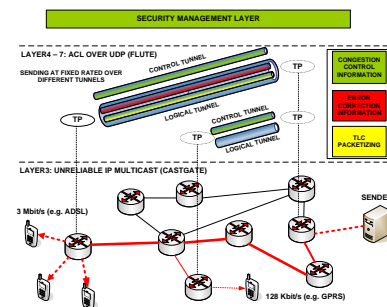 SECURITY MANAGEMENT LAYER
LAYER4 – 7: ACL OVER UDP (FLUTE)
SENDING AT FIXED RATED OVER
DIFFERENT TUNNELS
CONTROL TUNNEL
LOGICAL TUNNEL
TP
TP
TP
CONTROL TUNNEL
LOGICAL TUNNEL
CONGESTION
CONTROL
INFORMATION
ERROR
CORRECTION
INFORMATION
TLC
PACKETIZING
LAYER3: UNRELIABLE IP MULTICAST (CASTGATE)
3 Mbit/s (e.g. ADSL)
SENDE
128 Kbit/s (e.g. GPRS)